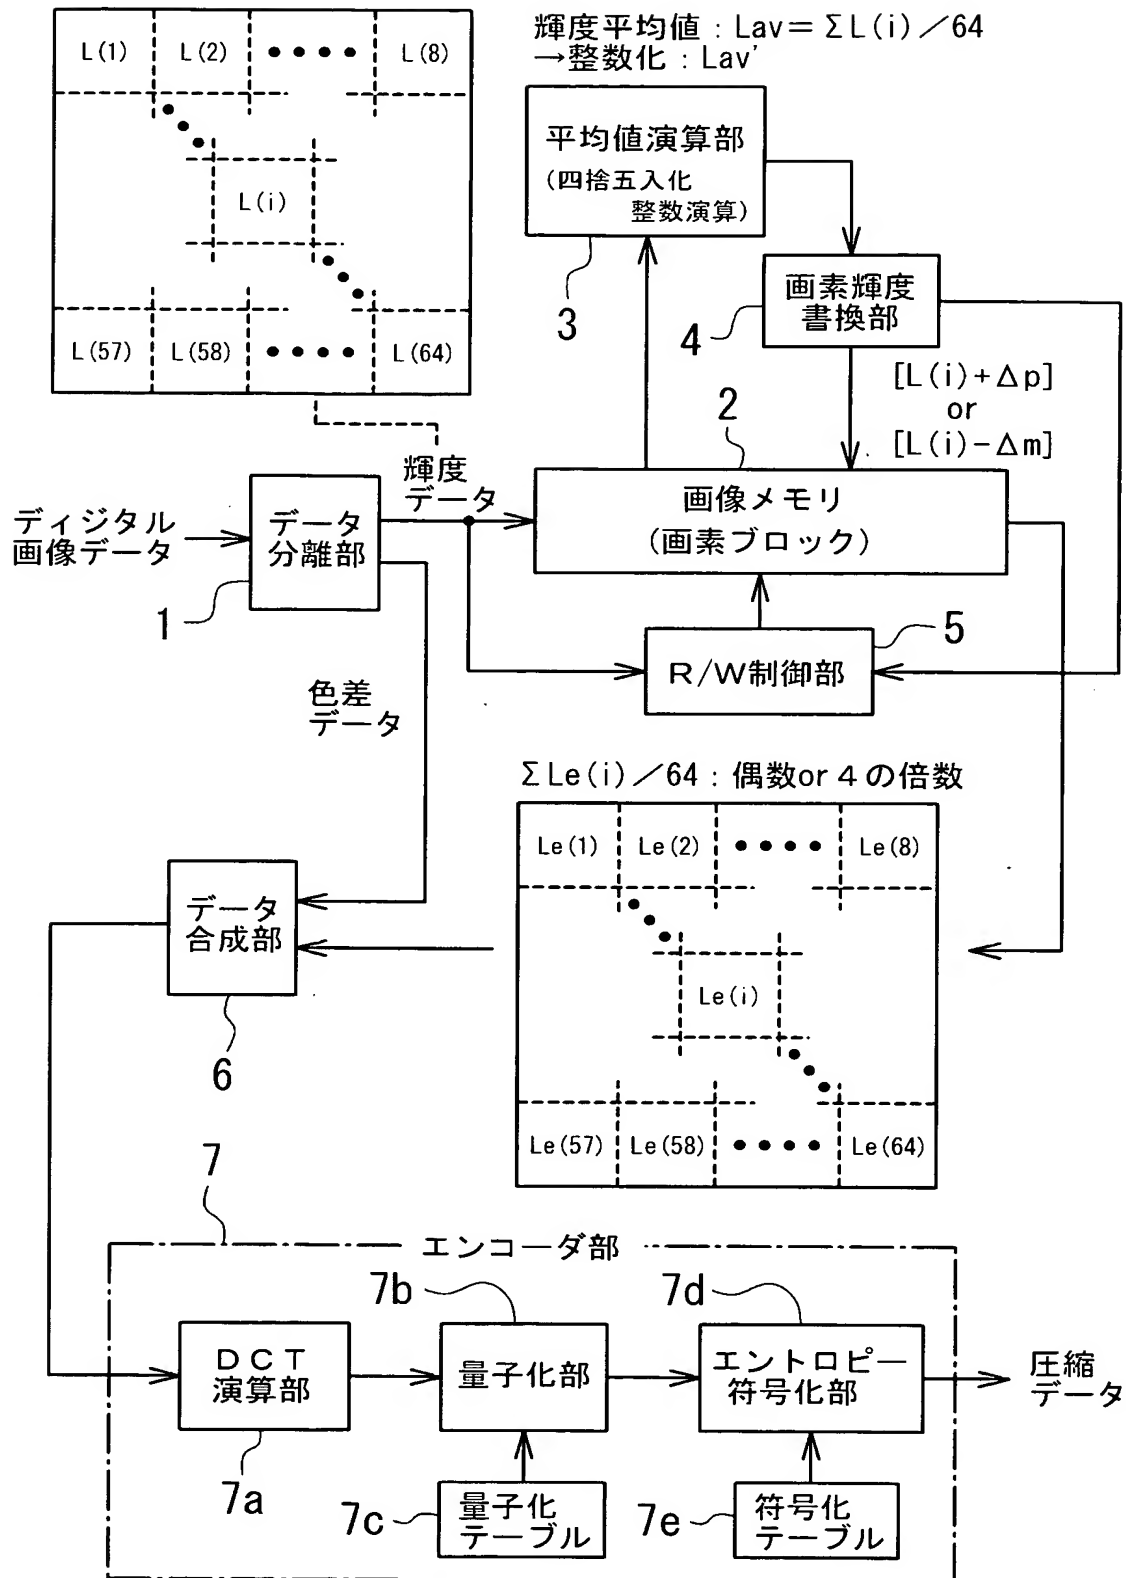 L(1) L(2) L(8)
L(i)
L(57) L(58) L(64)
輝度平均値：Lav＝ΣL(i)／64
→整数化：Lav'
平均値演算部
(四捨五入化
整数演算)
3
画素輝度
書換部
4
[L(i)+Δp]
or
[L(i)-Δm]
2
輝度
データ
画像メモリ
(画素ブロック)
ディジタル
画像データ
データ
分離部
1
5
R/W制御部
色差
データ
ΣLe(i)／64：偶数or４の倍数
Le(1) Le(2) Le(8)
Le(i)
Le(57) Le(58) Le(64)
データ
合成部
6
7
エンコーダ部
7b
7d
ＤＣＴ
演算部
量子化部
エントロピー
符号化部
圧縮
データ
7a
7c
量子化
テーブル
7e
符号化
テーブル